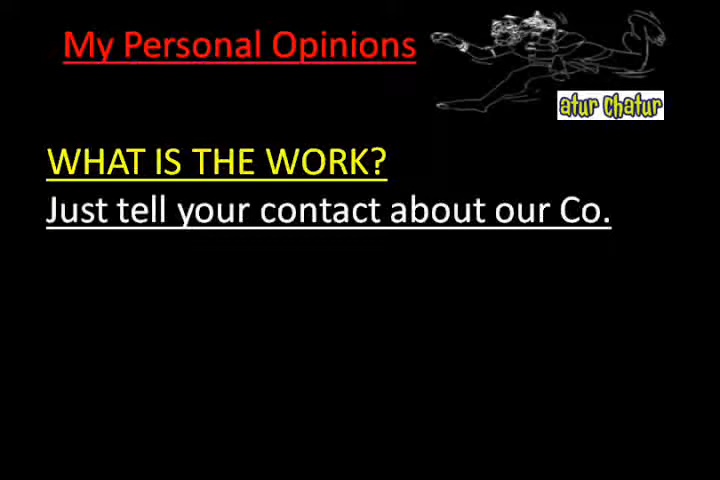 My Personal Opinions
atur Chatur
WHAT IS THE WORK?
Just tell your contact about our Co.